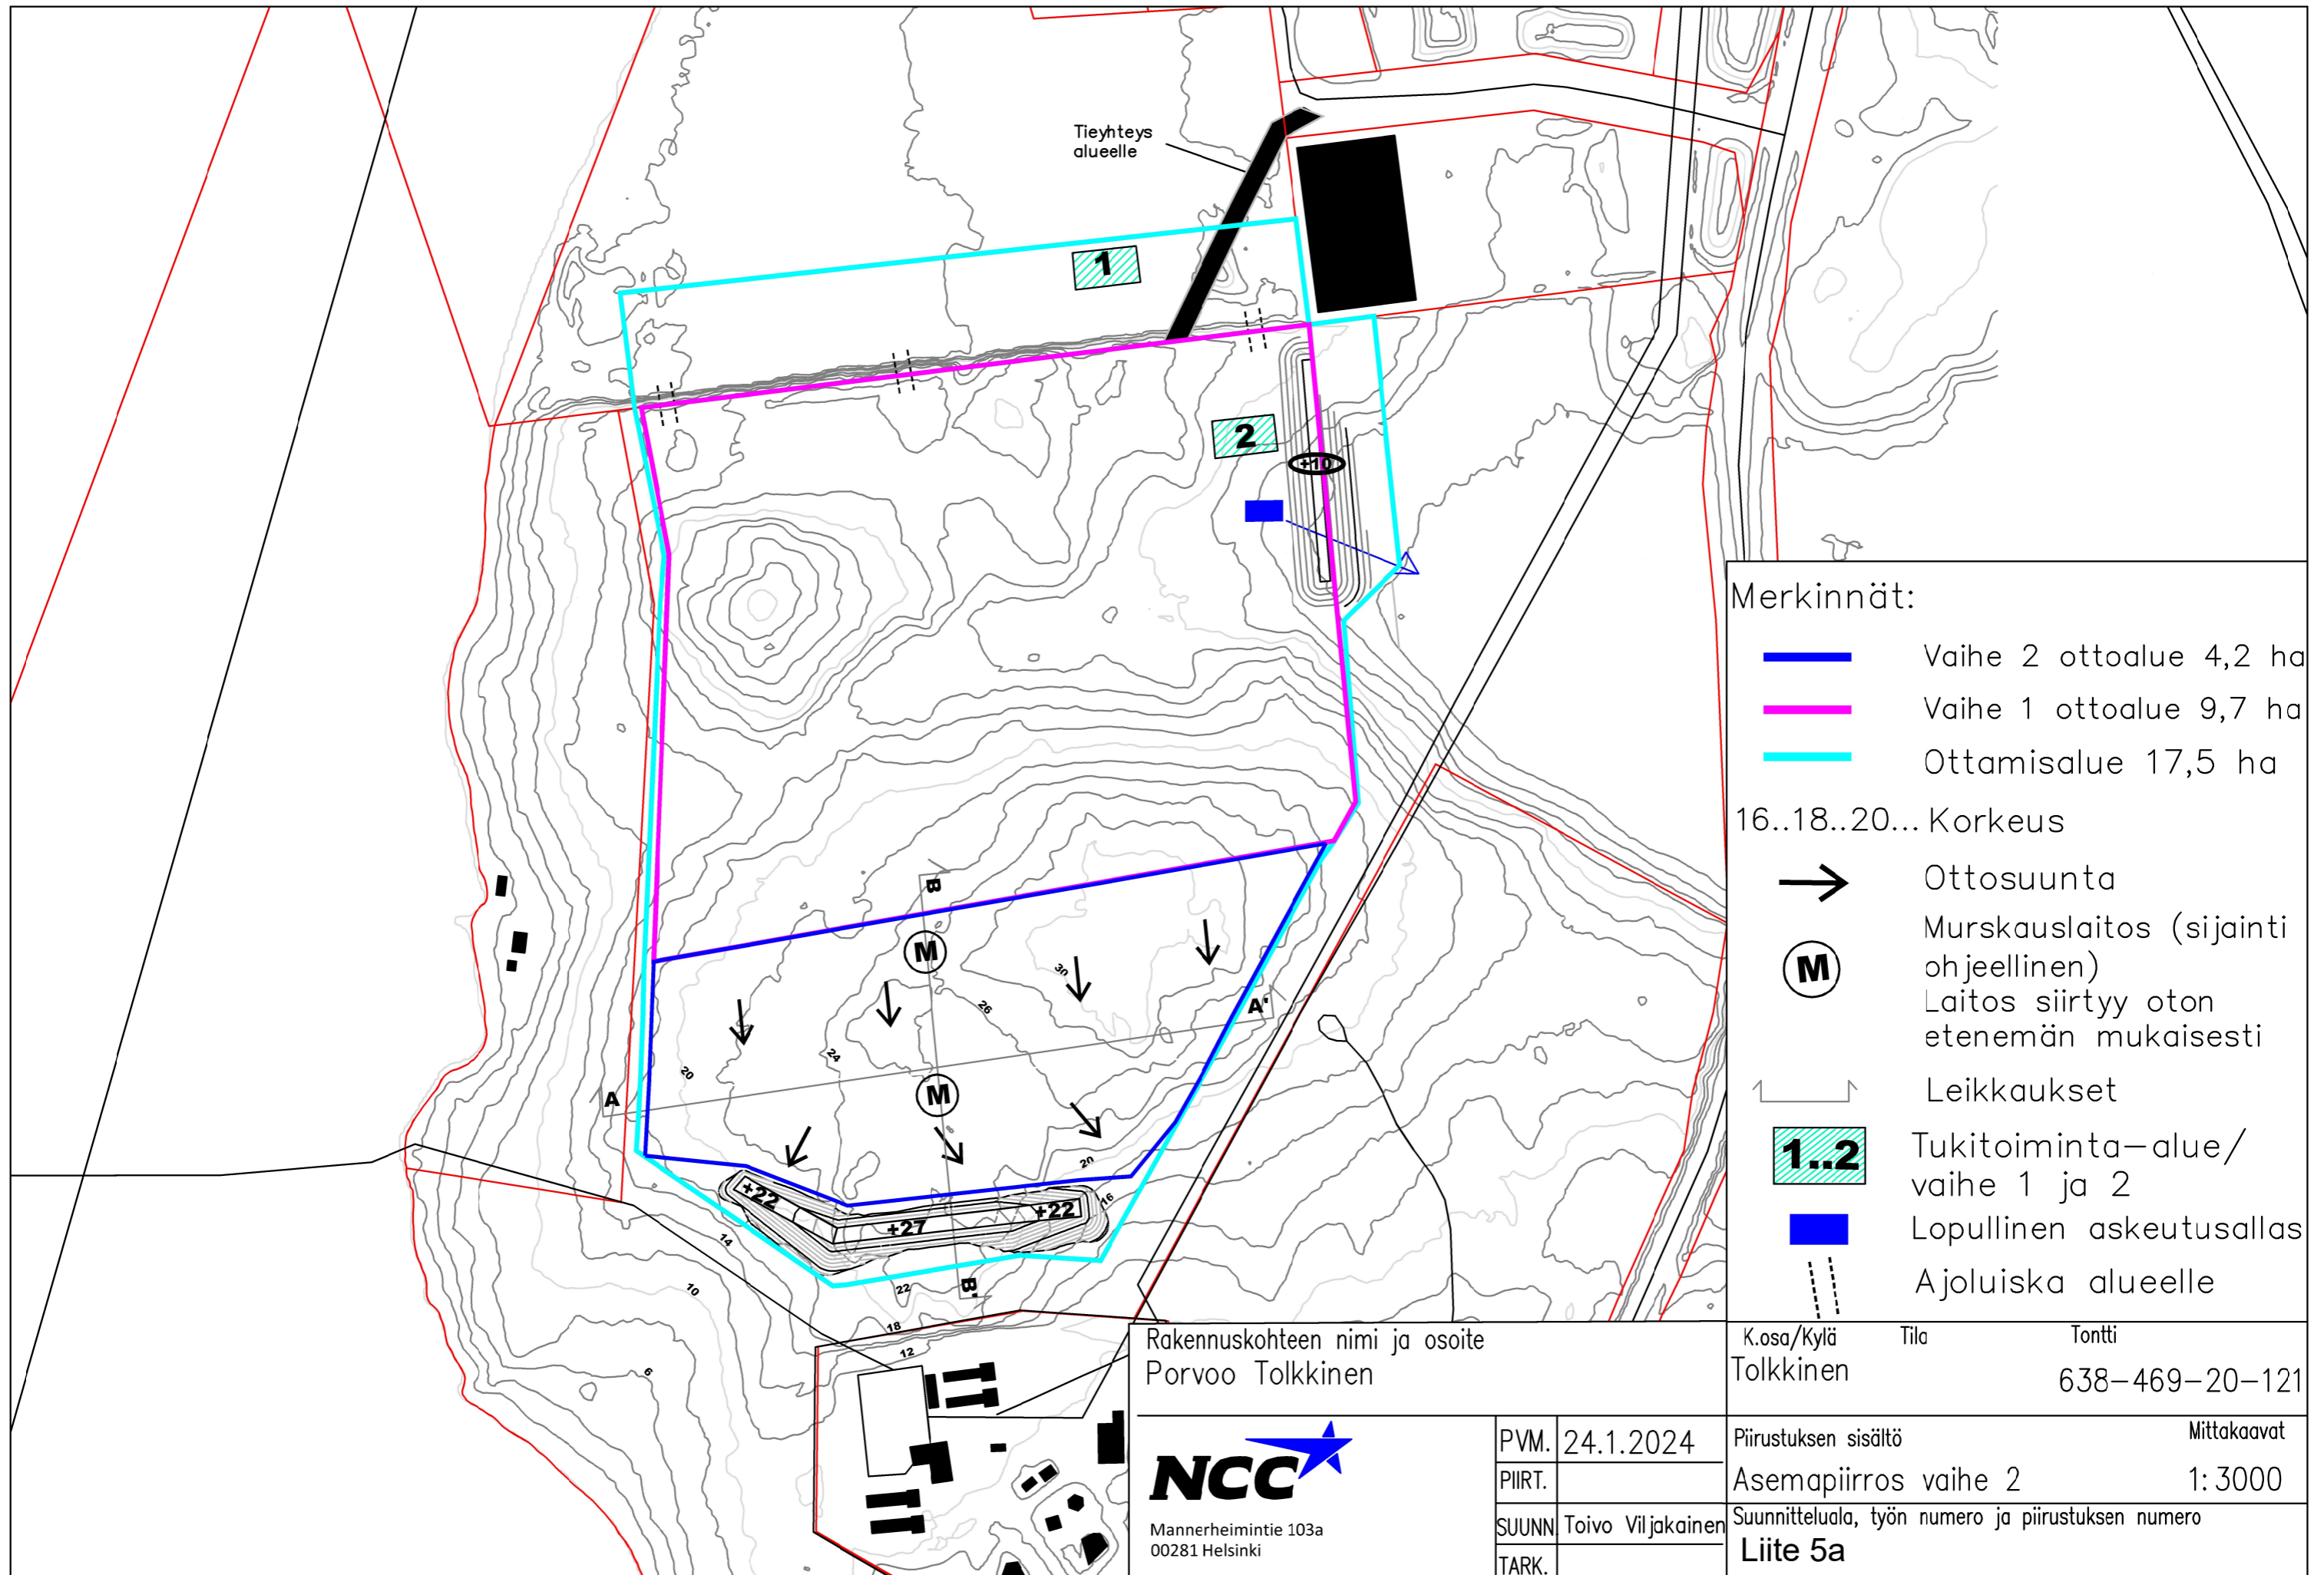 Tieyhteys
alueelle
1
2
+10
B
M
30
A'
26
24
20
A
M
20
+22
+27
+22
16
14
22
B'
10
18
12
6
Merkinnät:
Vaihe 2 ottoalue 4,2 ha
Vaihe 1 ottoalue 9,7 ha
Ottamisalue 17,5 ha
16..18..20... Korkeus
Ottosuunta
M
Murskauslaitos (sijainti
ohjeellinen)
Laitos siirtyy oton
etenemän mukaisesti
Leikkaukset
1..2
Tukitoiminta-alue/
vaihe 1 ja 2
Lopullinen askeutusallas
Ajoluiska alueelle
Rakennuskohteen nimi ja osoite
Porvoo Tolkkinen
K.osa/Kylä Tila Tontti
Tolkkinen 638-469-20-121
NCC
Mannerheimintie 103a
00281 Helsinki
PVM. 24.1.2024
PIIRT.
SUUNN. Toivo Viljakainen
TARK.
Piirustuksen sisältö Mittakaavat
Asemapiirros vaihe 2 1:3000
Suunnitteluala, työn numero ja piirustuksen numero
Liite 5a